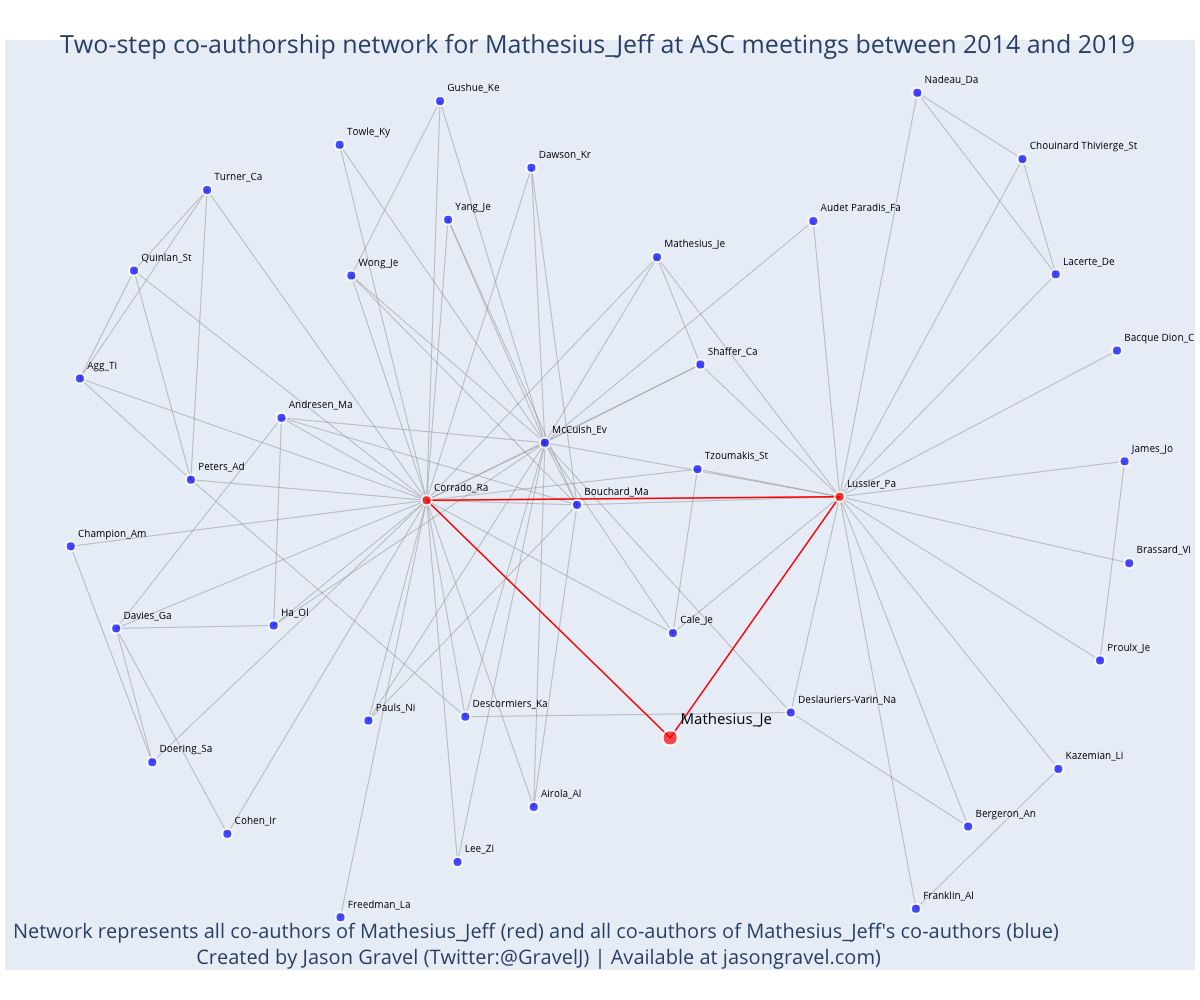 Two-step co-authorship network for Mathesius_Jeff at ASC meetings between 2014 and 2019
Nadeau_Da
Gushue_Ke
Towle_Ky
Chouinard Thivierge_St
Dawson_Kr
Turner_Ca
Yang_Je
Audet Paradis_Fa
Mathesius_Je
Quinlan_St
Wong_Je
Lacerte_De
Bacque Dion_C
Shaffer_Ca
Agg_Ti
Andresen_Ma
McCuish_Ev
James_Jo
Tzoumakis_St
Peters_Ad
Lussier_Pa
Corrado_Ra
Bouchard_Ma
Champion_Am
Brassard_Vi
Ha_Ol
Davies_Ga
Cale_Je
Proulx_Je
Deslauriers-Varin_Na
Descormiers_Ka
Pauls_Ni
Mathesius_Je
Doering_Sa
Kazemian_Li
Airola_Al
Bergeron_An
Cohen_Ir
Lee_Zi
Franklin_Al
Freedman_La
Network represents all co-authors of Mathesius_Jeff (red) and all co-authors of Mathesius_Jeff's co-authors (blue)
Created by Jason Gravel (Twitter:@GravelJ) | Available at jasongravel.com)